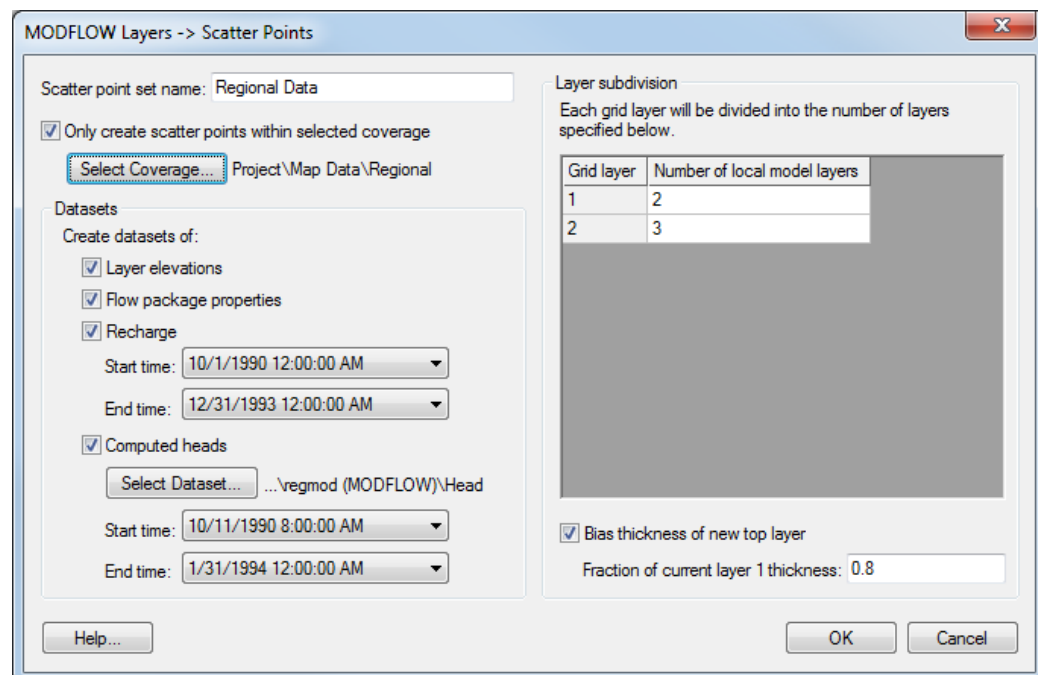 MODFLOW Layers -> Scatter Points
Scatter point set name: Regional Data
Only create scatter points within selected coverage
Select Coverage... Project\Map Data\Regional
Datasets
Create datasets of:
Layer elevations
Flow package properties
Recharge
Start time: 10/1/1990 12:00:00 AM
End time: 12/31/1993 12:00:00 AM
Computed heads
Select Dataset... ...\regmod (MODFLOW)\Head
Start time: 10/11/1990 8:00:00 AM
End time: 1/31/1994 12:00:00 AM
Layer subdivision
Each grid layer will be divided into the number of layers
specified below.
Grid layer Number of local model layers
1 2
2 3
Bias thickness of new top layer
Fraction of current layer 1 thickness: 0.8
Help... OK Cancel